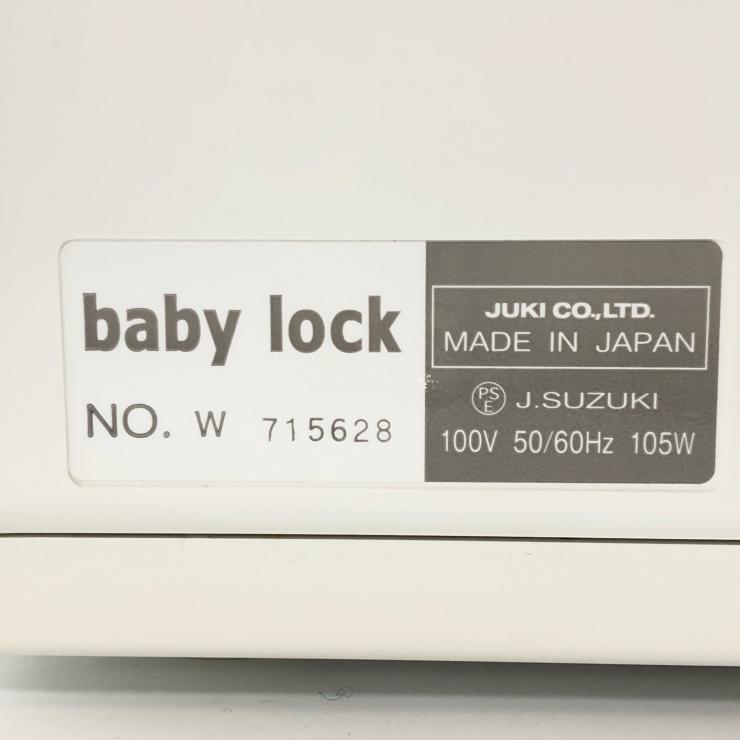 baby lock
NO. W 715628
JUKI CO.,LTD.
MADE IN JAPAN
PSE J.SUZUKI
100V 50/60Hz 105W